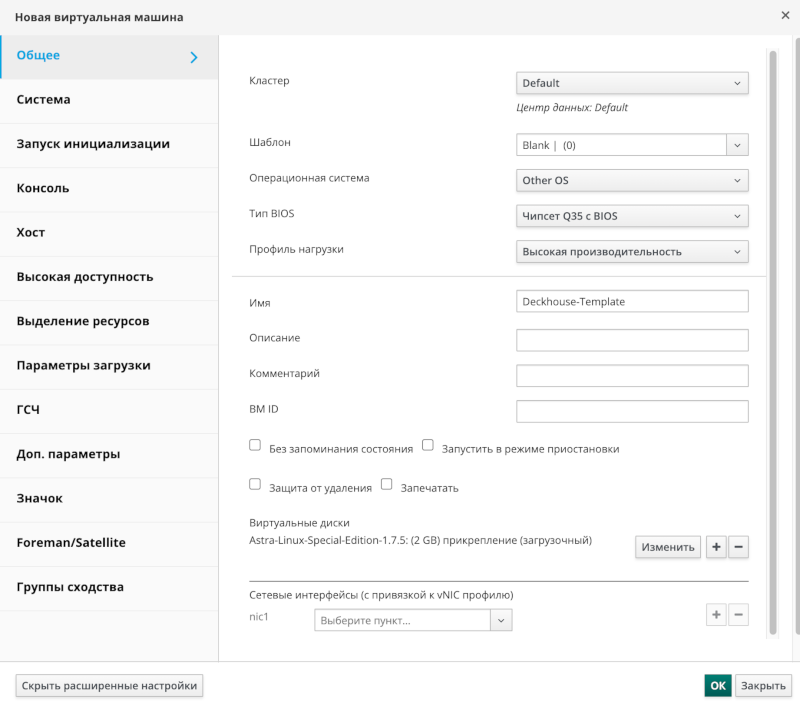 Новая виртуальная машина
Общее
Система
Запуск инициализации
Консоль
Хост
Высокая доступность
Выделение ресурсов
Параметры загрузки
ГСЧ
Доп. параметры
Значок
Foreman/Satellite
Группы сходства
Кластер
Default
Центр данных: Default
Шаблон
Blank | (0)
Операционная система
Other OS
Тип BIOS
Чипсет Q35 с BIOS
Профиль нагрузки
Высокая производительность
Имя
Deckhouse-Template
Описание
Комментарий
ВМ ID
Без запоминания состояния
Запустить в режиме приостановки
Защита от удаления
Запечатать
Виртуальные диски
Astra-Linux-Special-Edition-1.7.5: (2 GB) прикрепление (загрузочный)
Изменить
Сетевые интерфейсы (с привязкой к vNIC профилю)
nic1
Выберите пункт...
Скрыть расширенные настройки
ОК
Закрыть